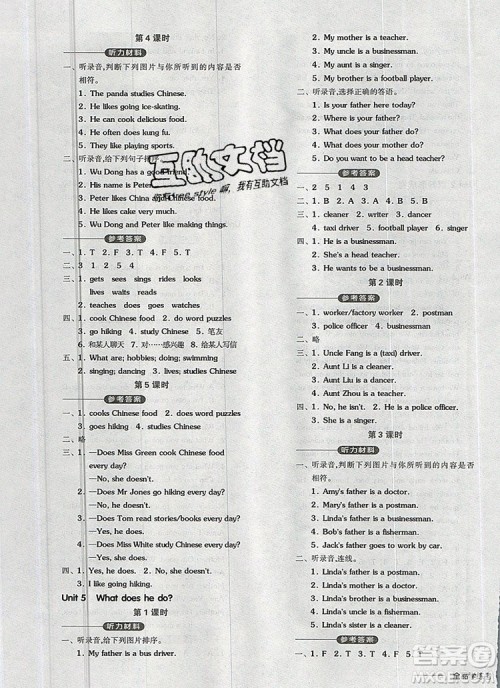 第 4 课时
听力材料
一、听录音,判断下列图片与你所听到的内容是否
相符。
1. The panda studies Chinese.
2. He likes going ice-skating.
3. He can cook delicious food.
4. He often does kung fu.
5. They like playing sports.
二、听录音,给下列句子排序。
1. Wu Dong has a good friend.
2. His name is Peter.
3. Peter likes China and Chinese food.
4. He likes cake very much.
5. Wu Dong and Peter like making things.
参考答案
一、1. T 2. F 3. T 4. F 5. F
二、3 1 2 5 4
三、1. gets sees sings rides looks
lives waits reads
2. teaches does goes watches
四、1. cook Chinese food 2. do word puzzles
3. go hiking 4. study Chinese 5. 笔友
6. 和某人聊天 7. 对…感兴趣 8. 给某人写信
五、1. What are; hobbies; doing; swimming
2. singing; dancing 3. likes playing football
第 5 课时
参考答案
一、1. cooks Chinese food 2. does word puzzles
3. goes hiking 4. studies Chinese
二、略
三、1. —Does Miss Green cook Chinese food
every day?
—No, she doesn't.
2. —Does Mr Jones go hiking every day?
—No, he doesn't.
3. —Does Tom read stories/books every day?
—Yes, he does.
4. —Does Miss White study Chinese every day?
—Yes, she does.
四、1. No, he doesn't.
2. Yes, he does.
3. I like going hiking.
Unit 5 What does he do?
第 1 课时
听力材料
一、听录音,给下列图片排序。
1. My father is a bus driver.
2. My mother is a teacher.
3. My uncle is a businessman.
4. My aunt is a singer.
5. My brother is a football player.
二、听录音,选择正确的答语。
1. Is your father here today?
2. Where is your father?
3. What does your mother do?
4. What does your father do?
5. Do you want to be a head teacher?
参考答案
一、2 5 1 4 3
二、1. B 2. A 3. A 4. B 5. A
三、1. cleaner 2. writer 3. dancer
4. taxi driver 5. singer 6. postman
四、1. —He is a businessman.
2. —She's a head teacher.
3. —He wants to be a businessman.
第 2 课时
参考答案
一、1. worker/factory worker 2. postman
3. businessman 4. police officer
二、略
三、1. Uncle Fang is a (taxi) driver.
2. Aunt Li is a cleaner.
3. Aunt Liu is a singer.
四、1. No, he isn't. 2. He is a police officer.
3. She's a singer.
第 3 课时
听力材料
一、听录音,判断下列图片与你所听到的内容是否
相符。
1. Amy's father is a doctor.
2. Mary's father is a postman.
3. Linda's father is a businessman.
4. Bob's father is a fisherman.
5. Jack's father goes to work by car.
二、听录音,连线。
1. Linda's father is a doctor.
2. Linda's mother is a teacher.
3. Linda's uncle is a fisherman.
4. Linda's aunt is a cleaner.
5. Linda's grandfather is a businessman.
参考答案
互助文档
我有互助文档
答案圈